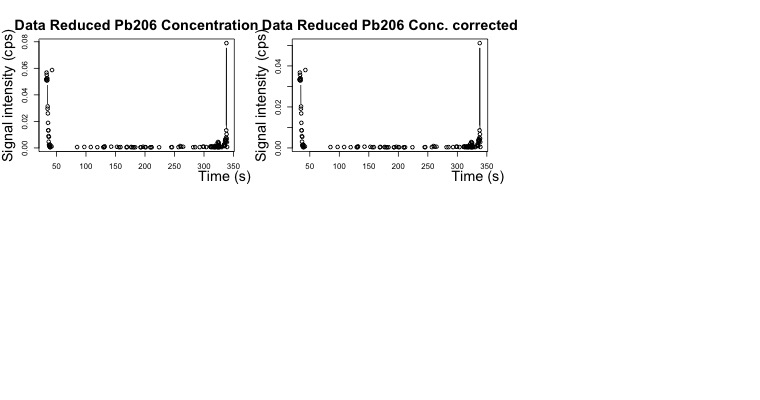 Data Reduced Pb206 Concentration
Signal intensity (cps)
0.00 0.02 0.04 0.06 0.08
50 100 150 200 250 300 350
Time (s)
Data Reduced Pb206 Conc. corrected
Signal intensity (cps)
0.00 0.02 0.04
50 100 150 200 250 300 350
Time (s)